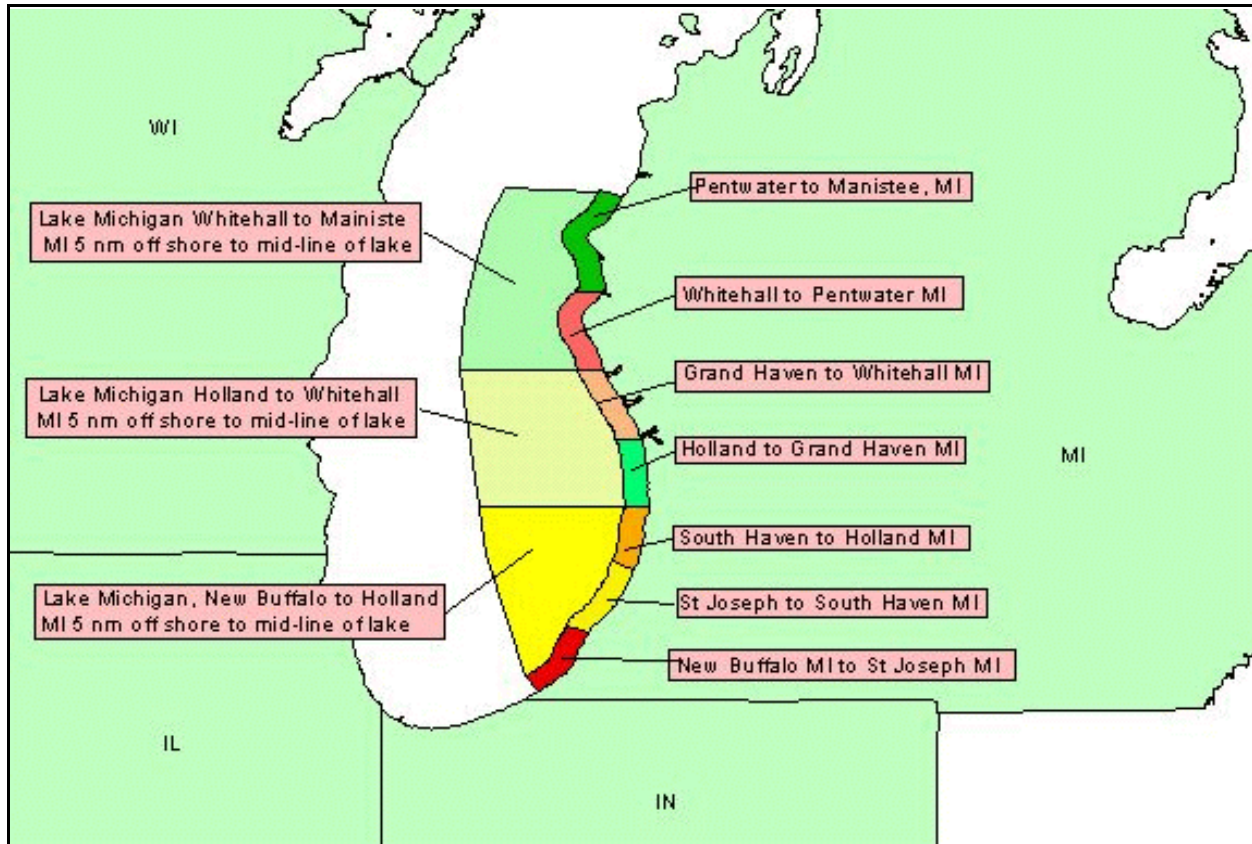 WI
Pentwater to Manistee, MI
Lake Michigan Whitehall to Mainiste
MI 5 nm off shore to mid-line of lake
Whitehall to Pentwater MI
Grand Haven to Whitehall MI
Lake Michigan Holland to Whitehall
MI 5 nm off shore to mid-line of lake
Holland to Grand Haven MI
MI
South Haven to Holland MI
Lake Michigan, New Buffalo to Holland
MI 5 nm off shore to mid-line of lake
St Joseph to South Haven MI
New Buffalo MI to St Joseph MI
IL
IN